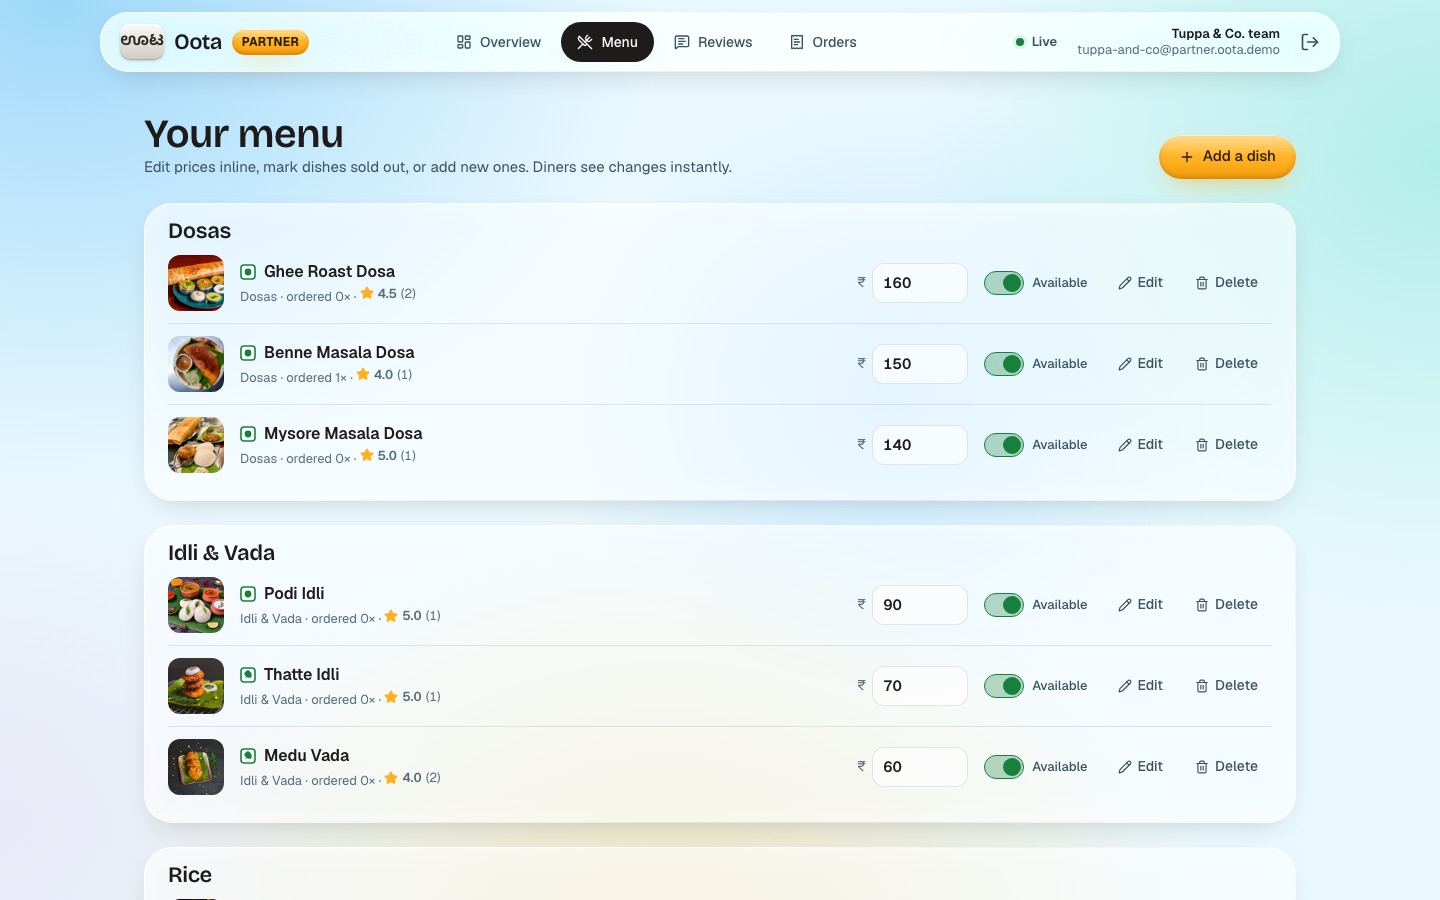 ಊಟ Oota PARTNER Overview Menu Reviews Orders Live Tuppa & Co. team
tuppa-and-co@partner.oota.demo
Your menu
Edit prices inline, mark dishes sold out, or add new ones. Diners see changes instantly.
+ Add a dish
Dosas
Ghee Roast Dosa
Dosas · ordered 0× · ★ 4.5 (2)
₹ 160 Available Edit Delete
Benne Masala Dosa
Dosas · ordered 1× · ★ 4.0 (1)
₹ 150 Available Edit Delete
Mysore Masala Dosa
Dosas · ordered 0× · ★ 5.0 (1)
₹ 140 Available Edit Delete
Idli & Vada
Podi Idli
Idli & Vada · ordered 0× · ★ 5.0 (1)
₹ 90 Available Edit Delete
Thatte Idli
Idli & Vada · ordered 0× · ★ 5.0 (1)
₹ 70 Available Edit Delete
Medu Vada
Idli & Vada · ordered 0× · ★ 4.0 (2)
₹ 60 Available Edit Delete
Rice